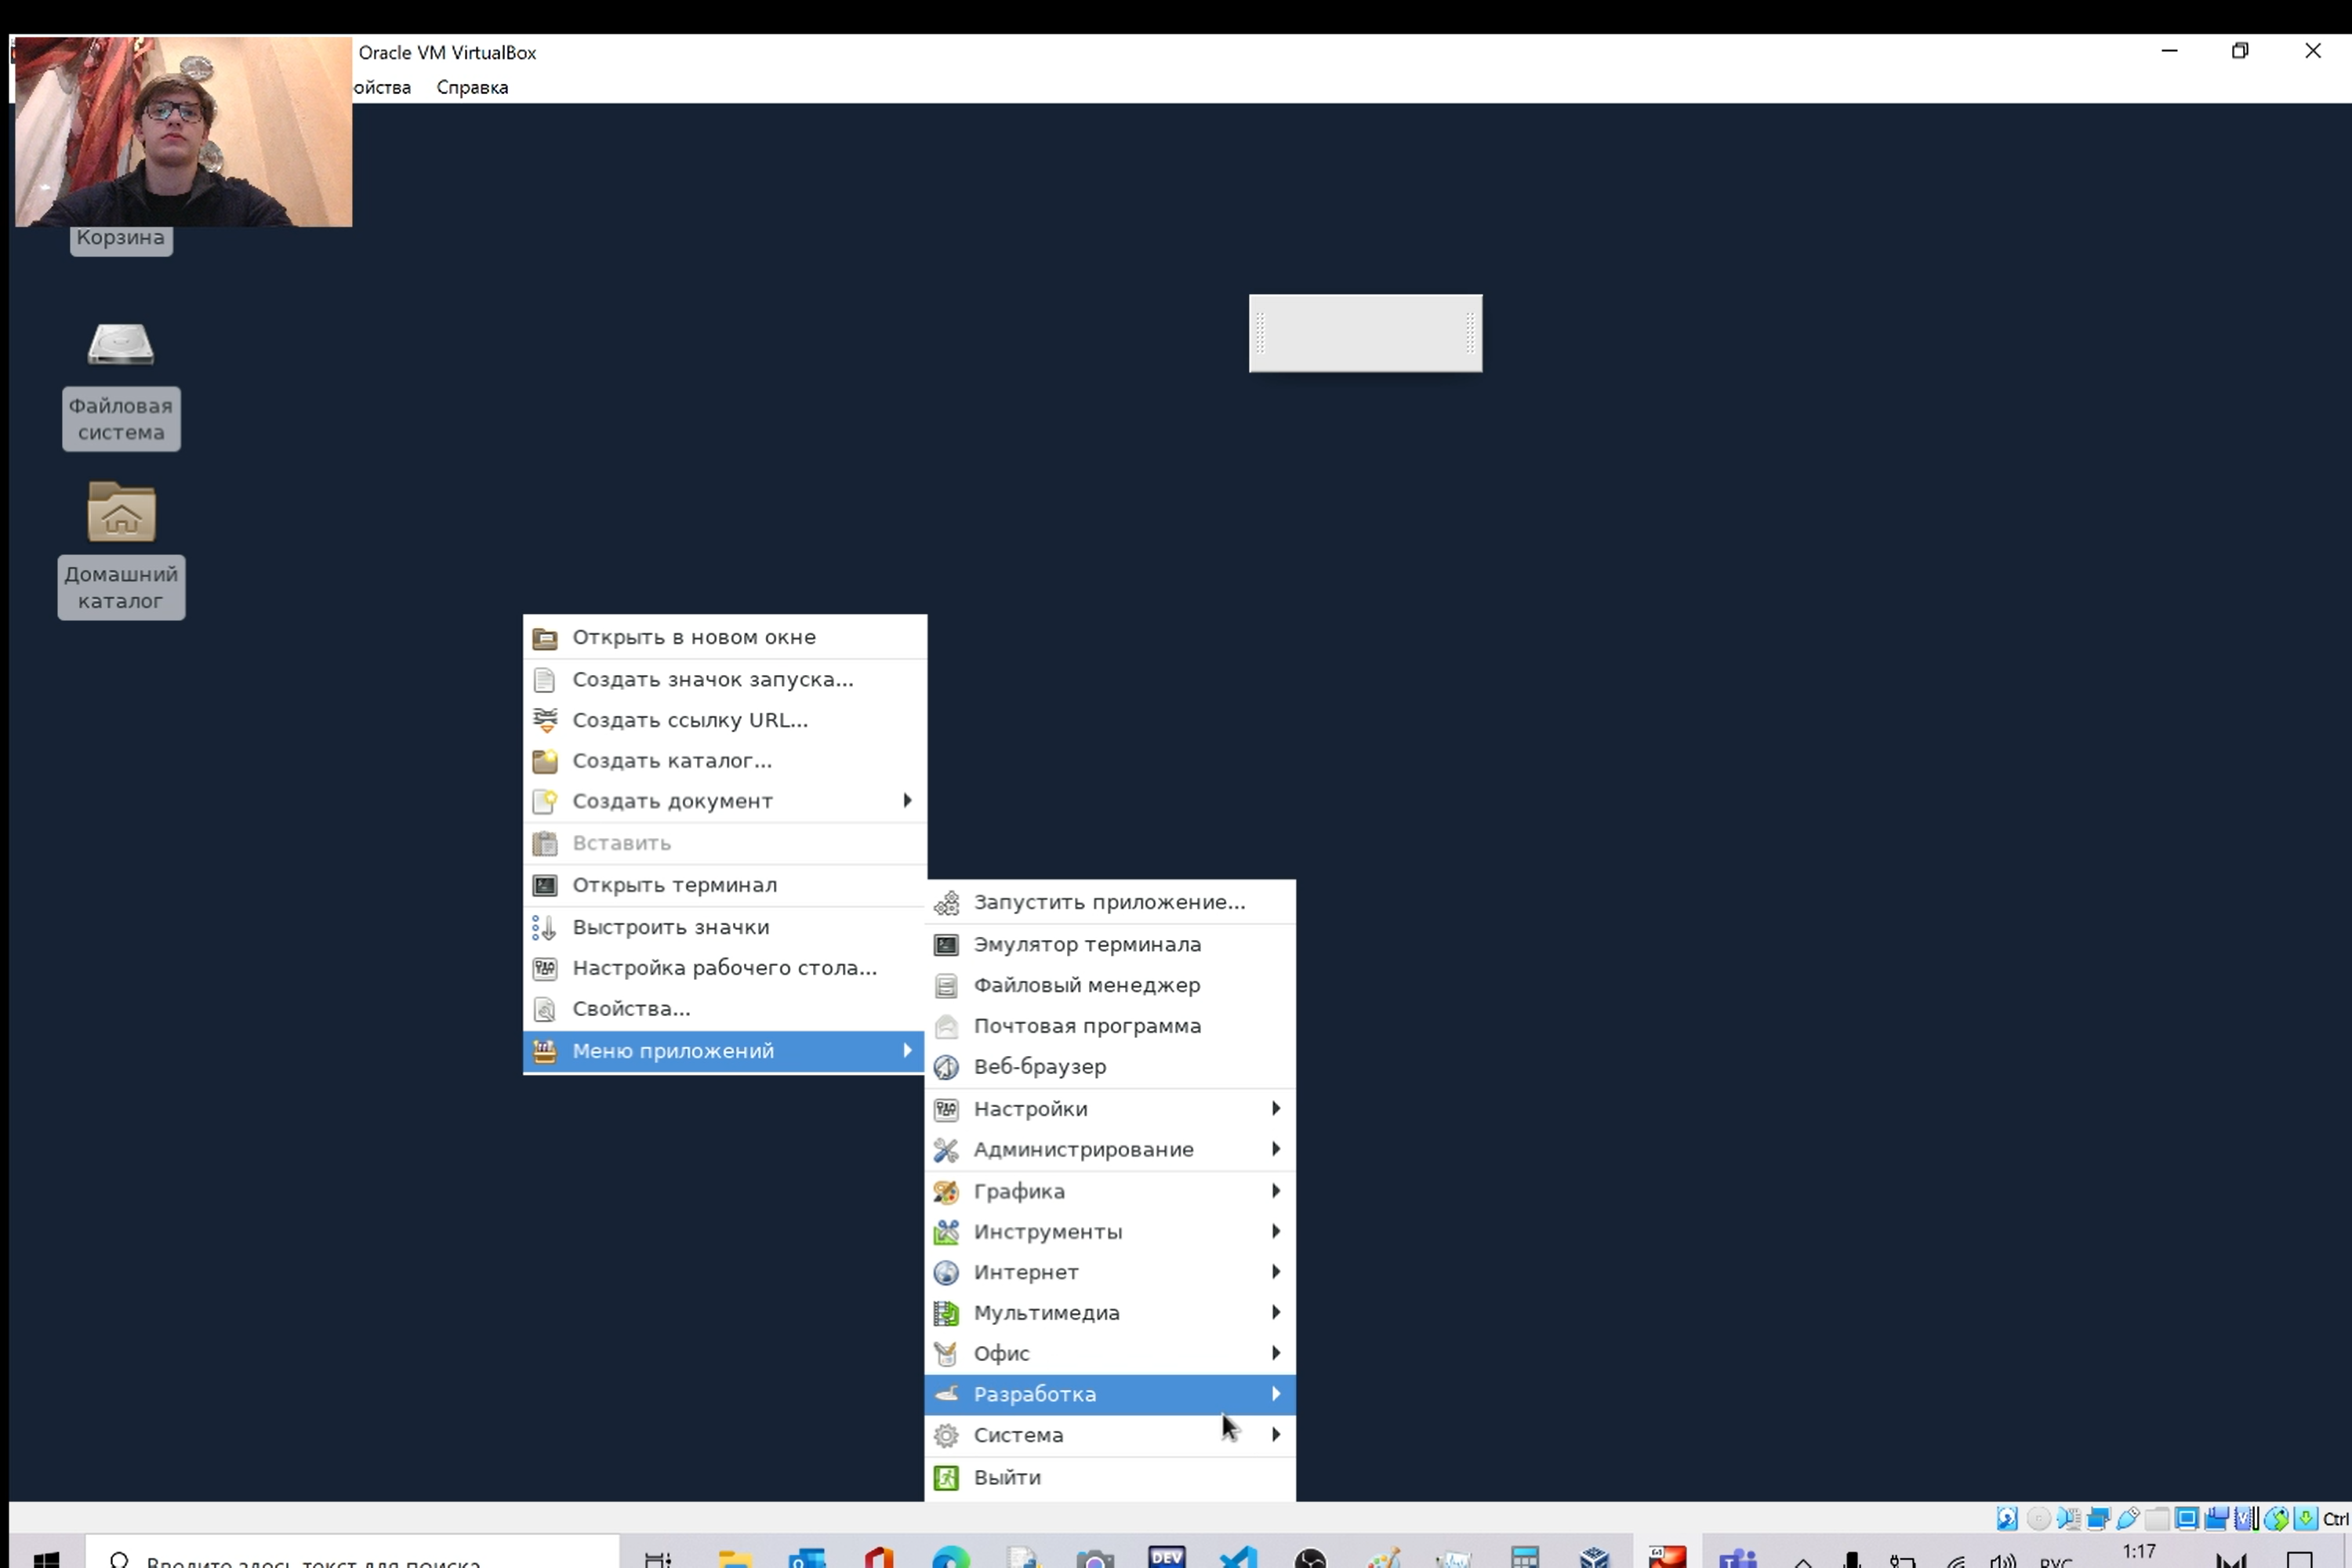 Oracle VM VirtualBox
ойства Справка
Корзина
Файловая
система
Домашний
каталог
Открыть в новом окне
Создать значок запуска...
Создать ссылку URL...
Создать каталог...
Создать документ
Вставить
Открыть терминал
Выстроить значки
Настройка рабочего стола...
Свойства...
Меню приложений
Запустить приложение...
Эмулятор терминала
Файловый менеджер
Почтовая программа
Веб-браузер
Настройки
Администрирование
Графика
Инструменты
Интернет
Мультимедиа
Офис
Разработка
Система
Выйти
Ctrl
Введите здесь текст для поиска
DEV
64
РУС
1:17